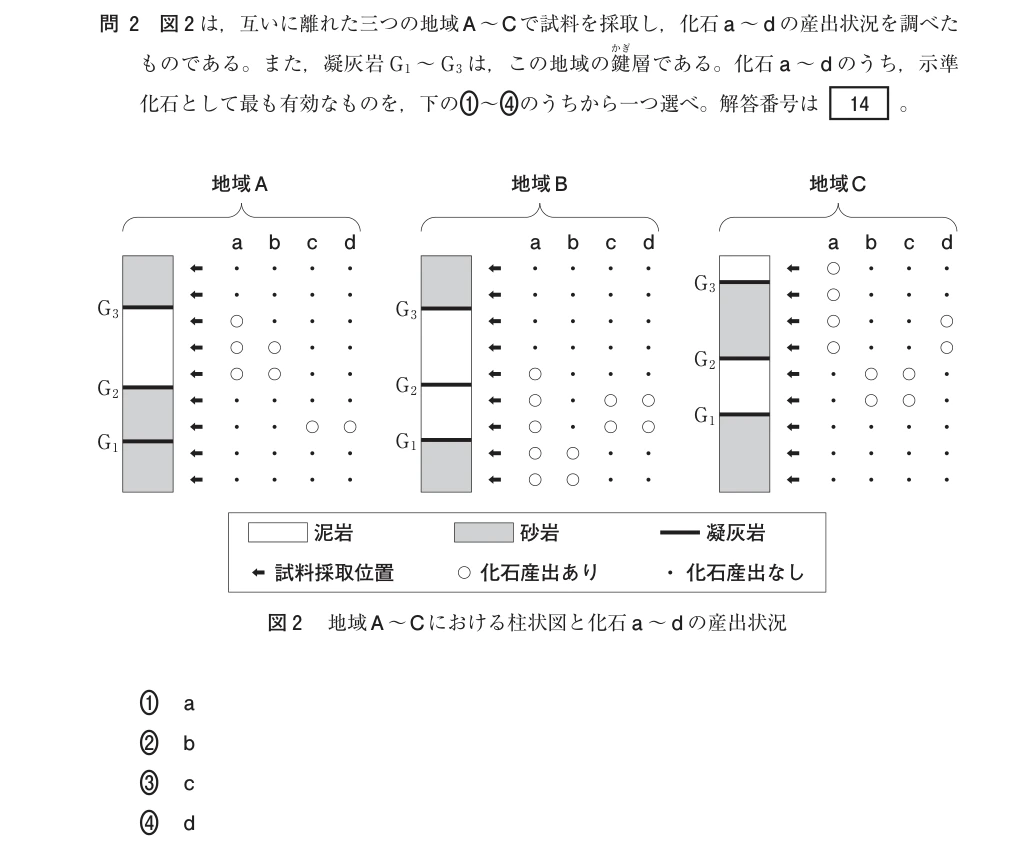 問 2 図2は，互いに離れた三つの地域A～Cで試料を採取し，化石a～dの産出状況を調べた
ものである。また，凝灰岩G₁～G₃は，この地域の鍵層である。化石a～dのうち，示準
かぎ
化石として最も有効なものを，下の①～④のうちから一つ選べ。解答番号は 14 。
地域A 地域B 地域C
a b c d a b c d a b c d
G₃ G₃ G₃
G₂ G₂ G₂
G₁ G₁ G₁
泥岩 砂岩 凝灰岩
試料採取位置 化石産出あり 化石産出なし
図2 地域A～Cにおける柱状図と化石a～dの産出状況
① a
② b
③ c
④ d